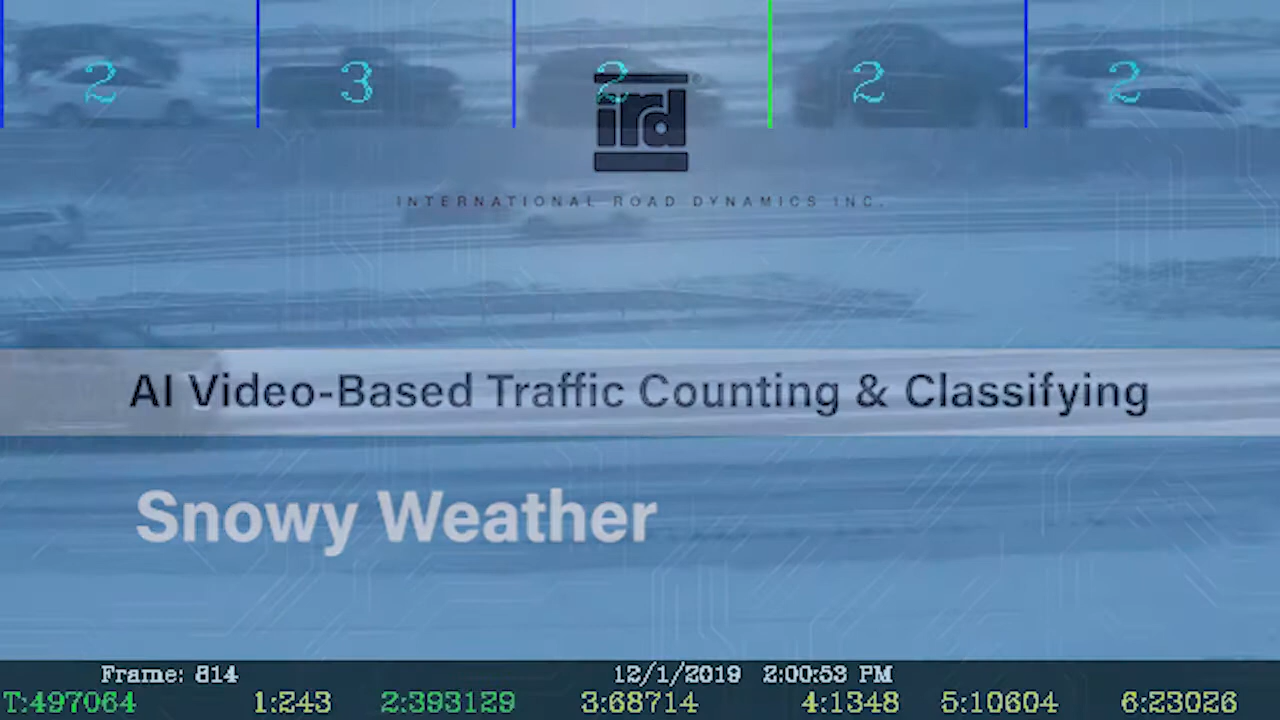 2 3 2 2 2
ird
INTERNATIONAL ROAD DYNAMICS INC.
AI Video-Based Traffic Counting & Classifying
Snowy Weather
Frame: 814 12/1/2019 2:00:53 PM
T:497064 1:243 2:393129 3:68714 4:1348 5:10604 6:23026